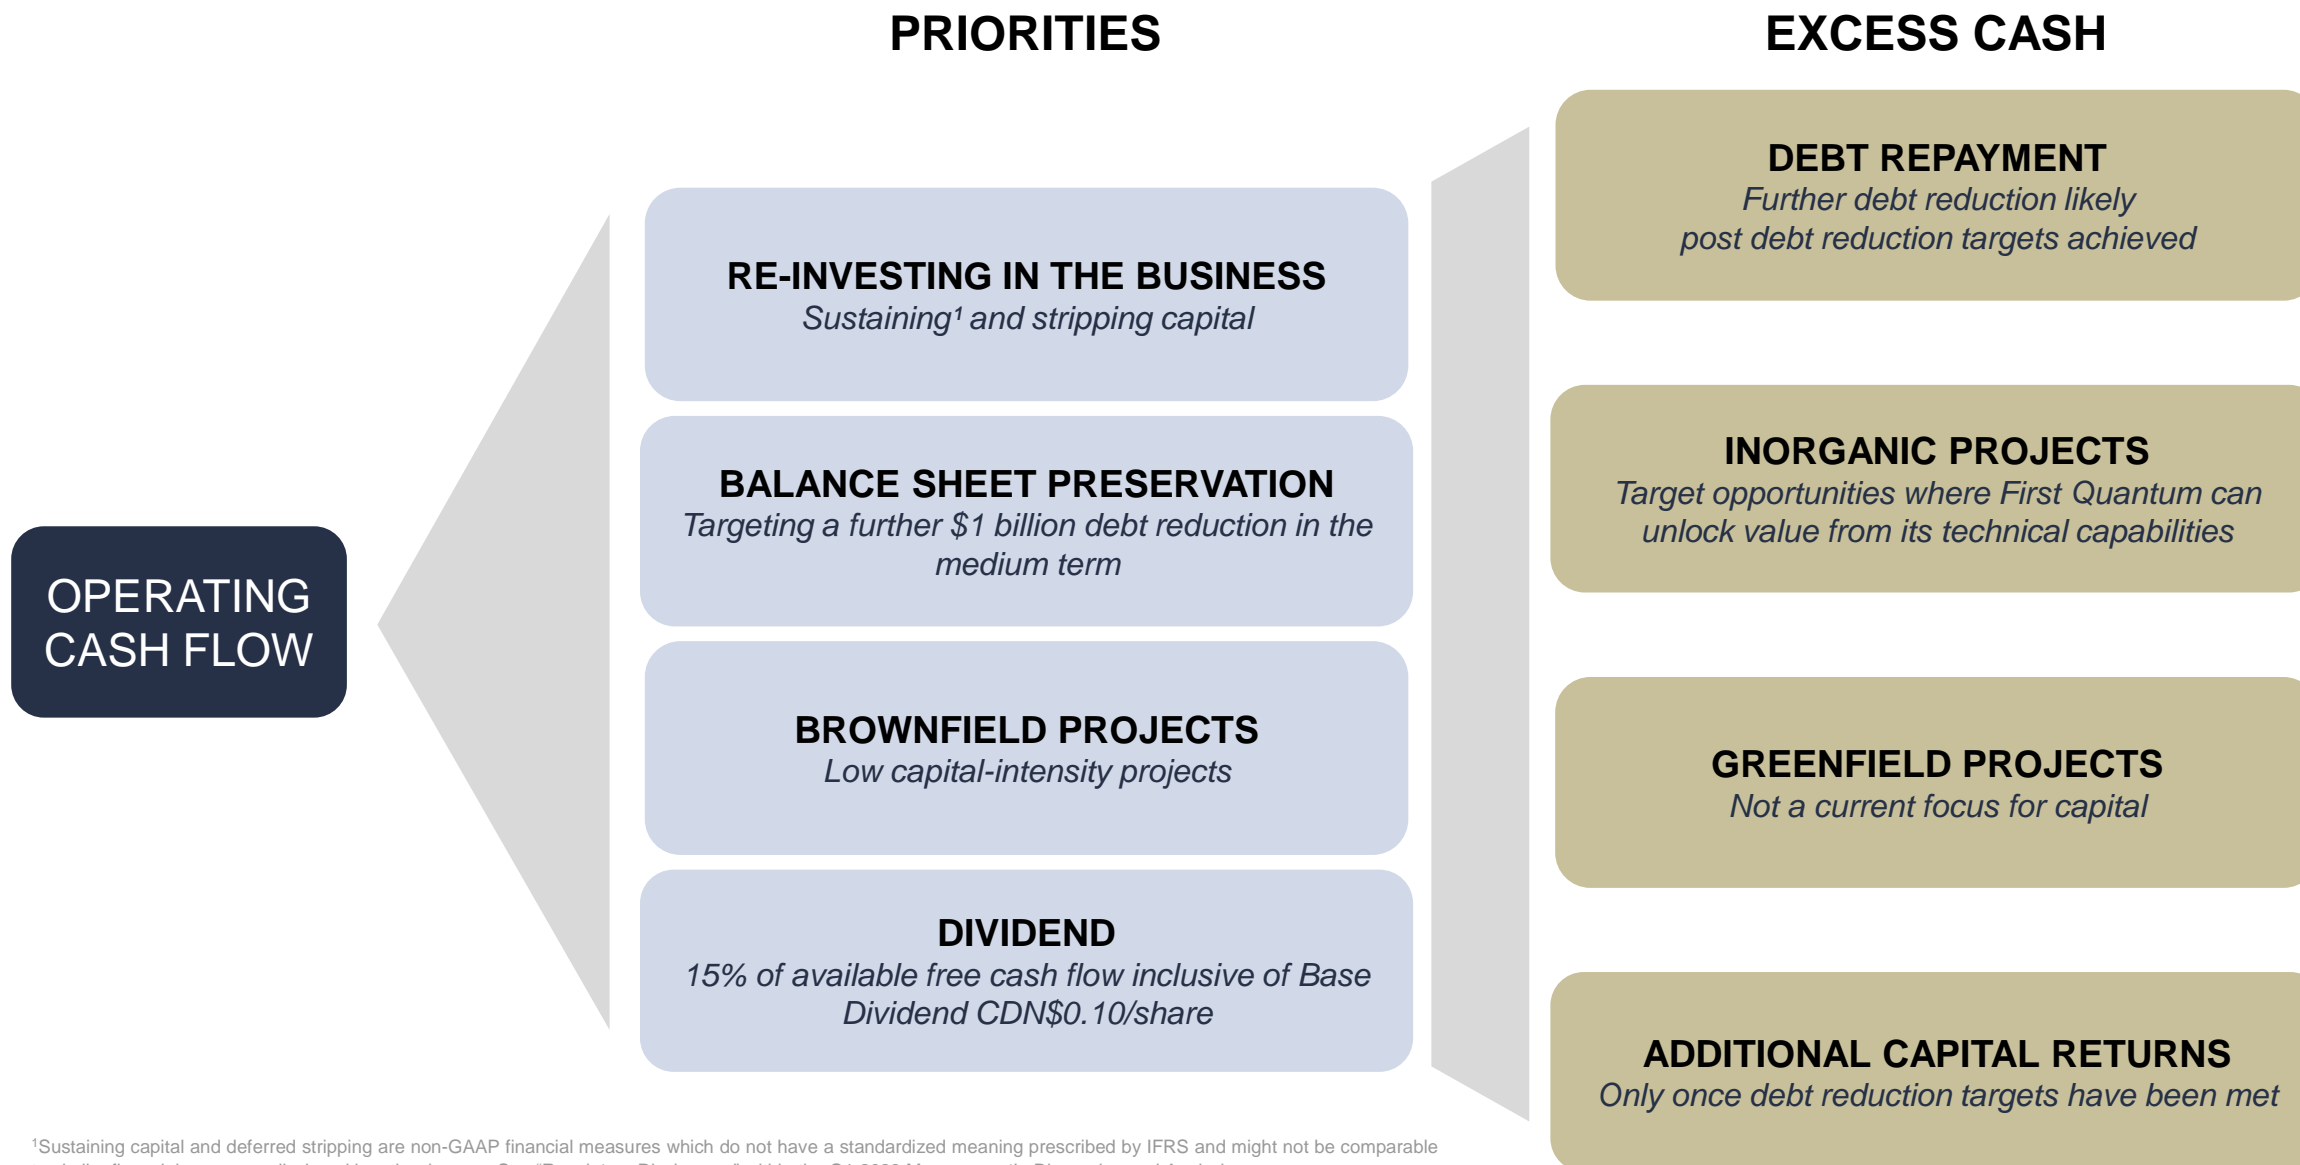 PRIORITIES
EXCESS CASH
OPERATING
CASH FLOW
RE-INVESTING IN THE BUSINESS
Sustaining¹ and stripping capital
BALANCE SHEET PRESERVATION
Targeting a further $1 billion debt reduction in the
medium term
BROWNFIELD PROJECTS
Low capital-intensity projects
DIVIDEND
15% of available free cash flow inclusive of Base
Dividend CDN$0.10/share
DEBT REPAYMENT
Further debt reduction likely
post debt reduction targets achieved
INORGANIC PROJECTS
Target opportunities where First Quantum can
unlock value from its technical capabilities
GREENFIELD PROJECTS
Not a current focus for capital
ADDITIONAL CAPITAL RETURNS
Only once debt reduction targets have been met
¹Sustaining capital and deferred stripping are non-GAAP financial measures which do not have a standardized meaning prescribed by IFRS and might not be comparable